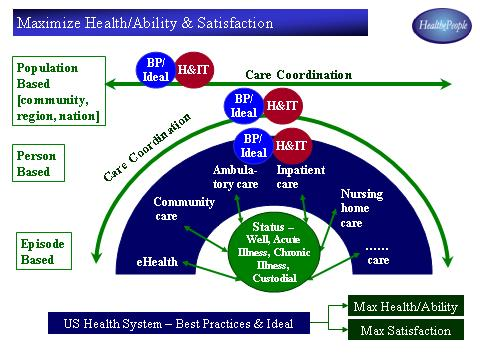 Maximize Health/Ability & Satisfaction
HealthePeople
Population
Based
[community,
region, nation]
BP/
Ideal
H&IT
Care Coordination
BP/
Ideal
H&IT
Care Coordination
Person
Based
BP/
Ideal
H&IT
Ambula-
tory care
Inpatient
care
Community
care
Nursing
home
care
Episode
Based
eHealth
Status –
Well, Acute
Illness, Chronic
Illness,
Custodial
……
care
US Health System – Best Practices & Ideal
Max Health/Ability
Max Satisfaction